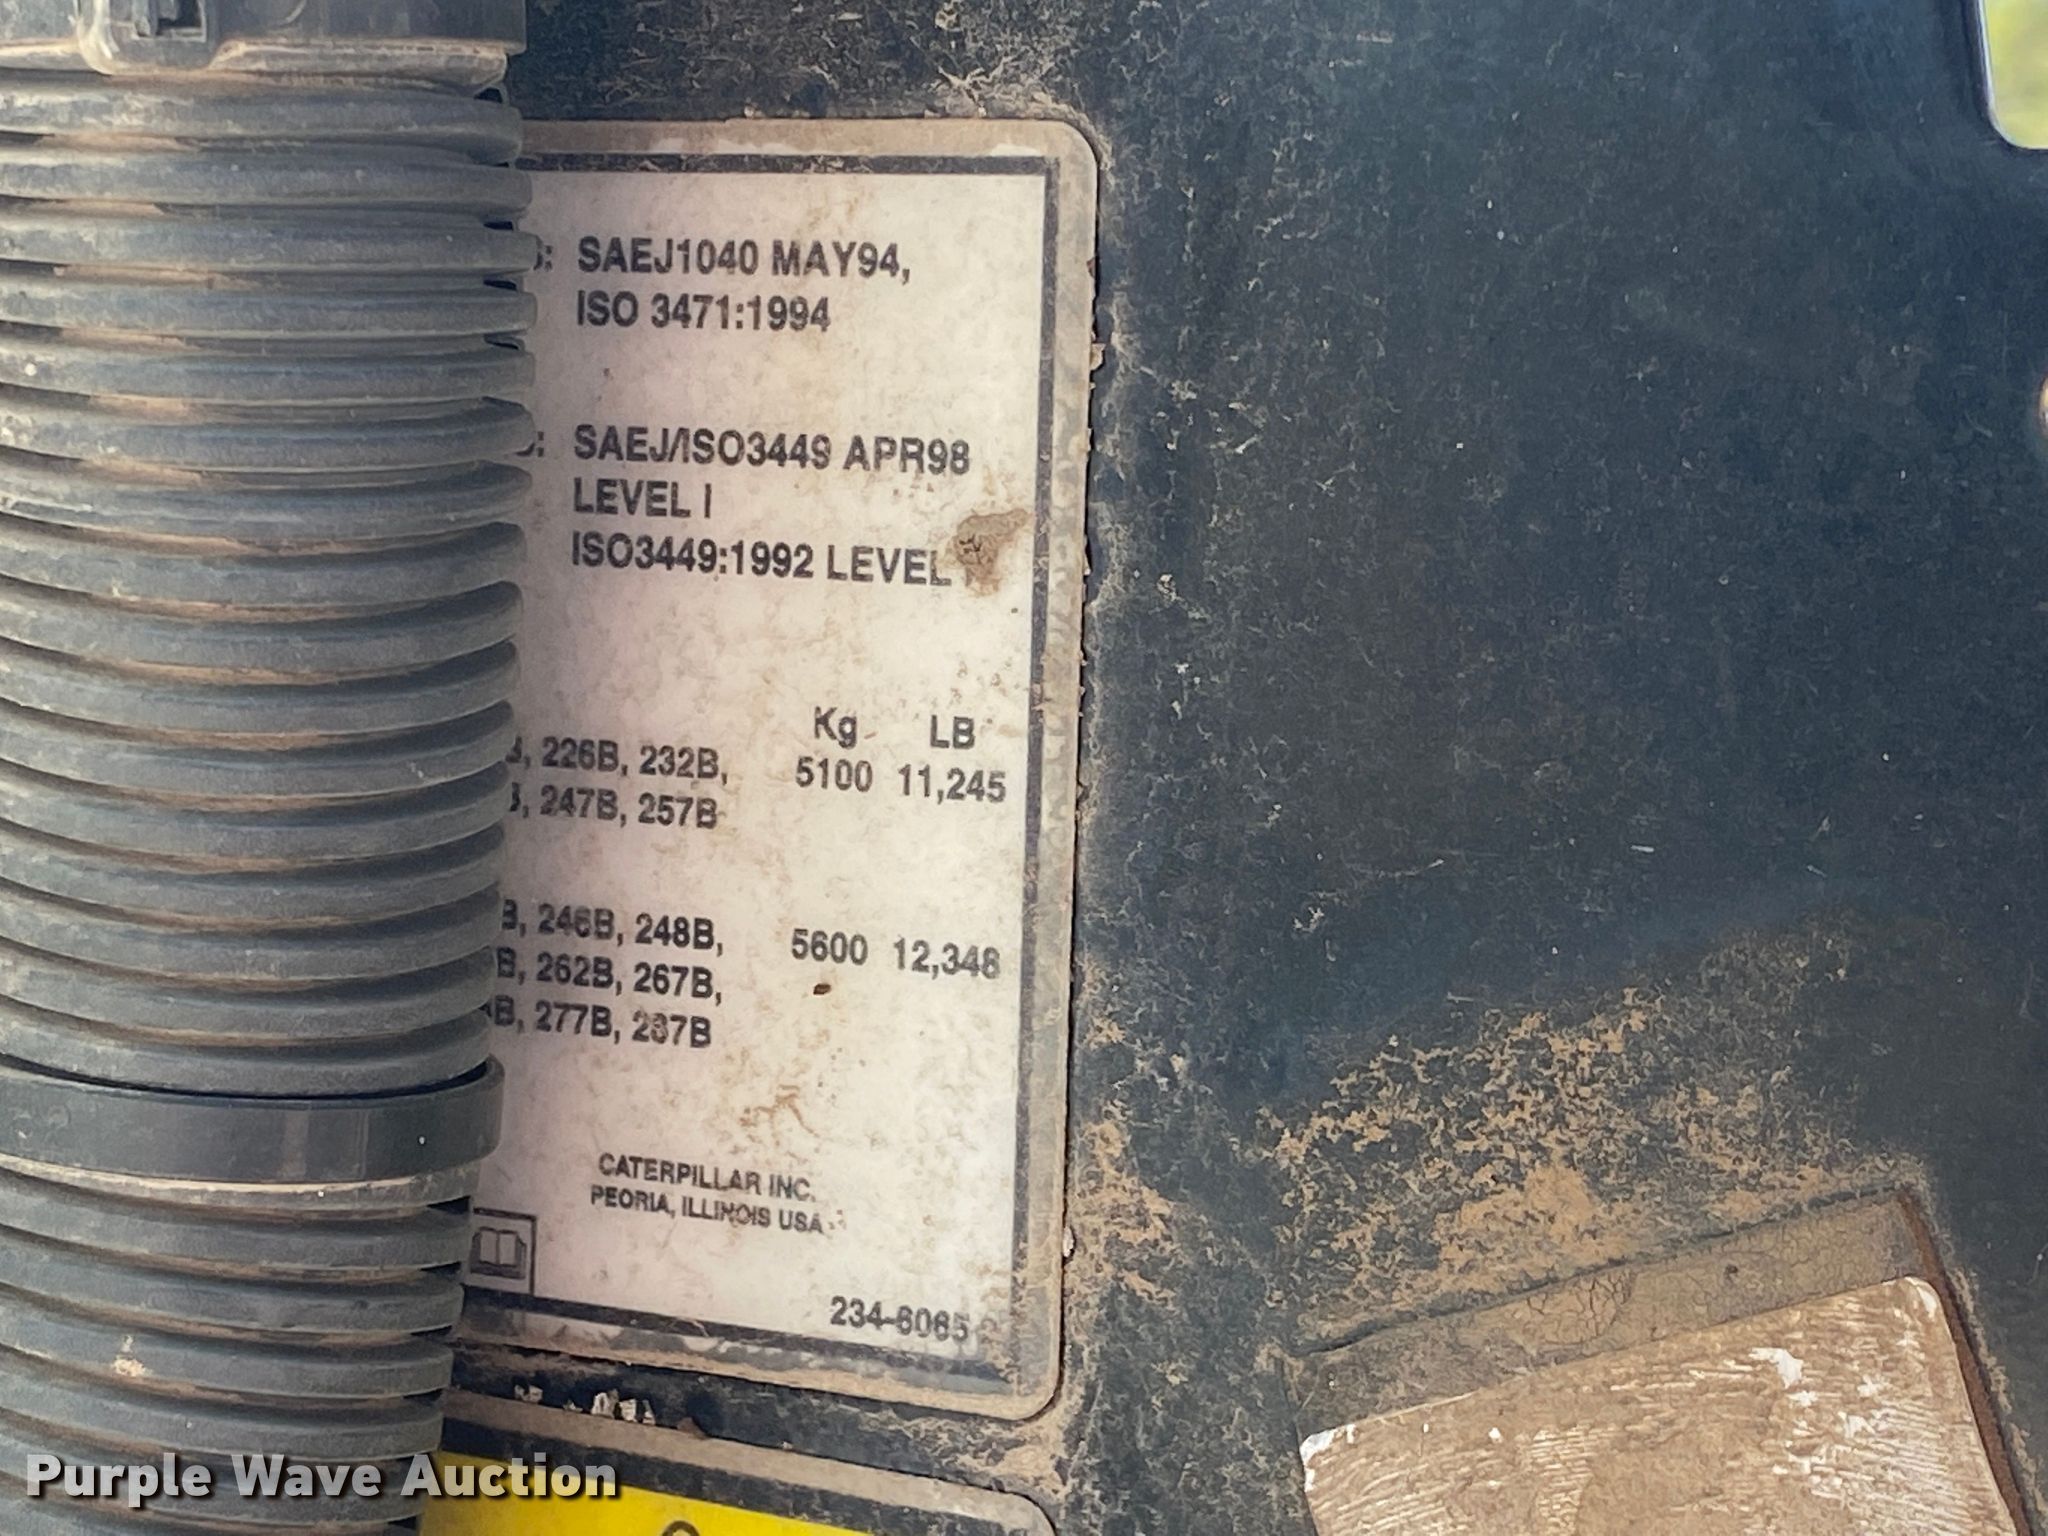 SAEJ1040 MAY94,
ISO 3471:1994
SAEJ/ISO3449 APR98
LEVEL I
ISO3449:1992 LEVEL
Kg LB
226B, 232B, 5100 11,245
247B, 257B
246B, 248B, 5600 12,348
262B, 267B,
277B, 287B
CATERPILLAR INC.
PEORIA, ILLINOIS USA
234-6065
Purple Wave Auction